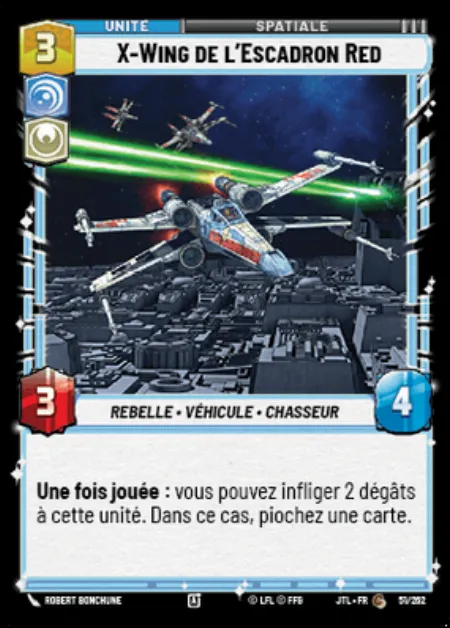 UNITÉ SPATIALE
3
X-WING DE L'ESCADRON RED
3
REBELLE • VÉHICULE • CHASSEUR
4
Une fois jouée : vous pouvez infliger 2 dégâts
à cette unité. Dans ce cas, piochez une carte.
ROBERT BONCHUNE A © LFL © FFG JTL • FR C 51/262